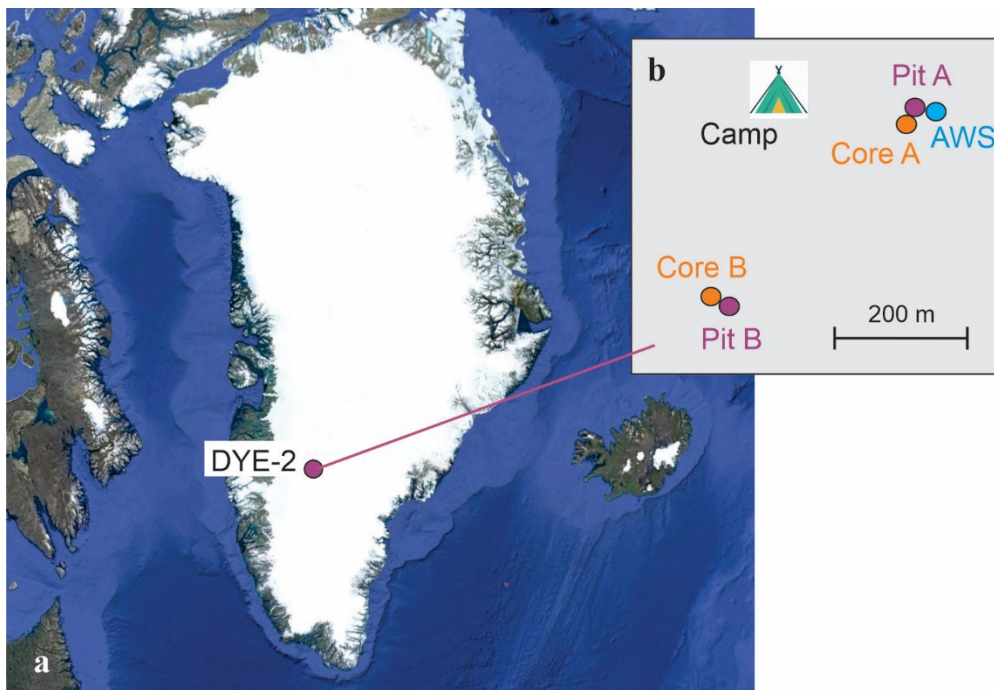 b
Pit A
Camp
AWS
Core A
Core B
Pit B
200 m
DYE-2
a